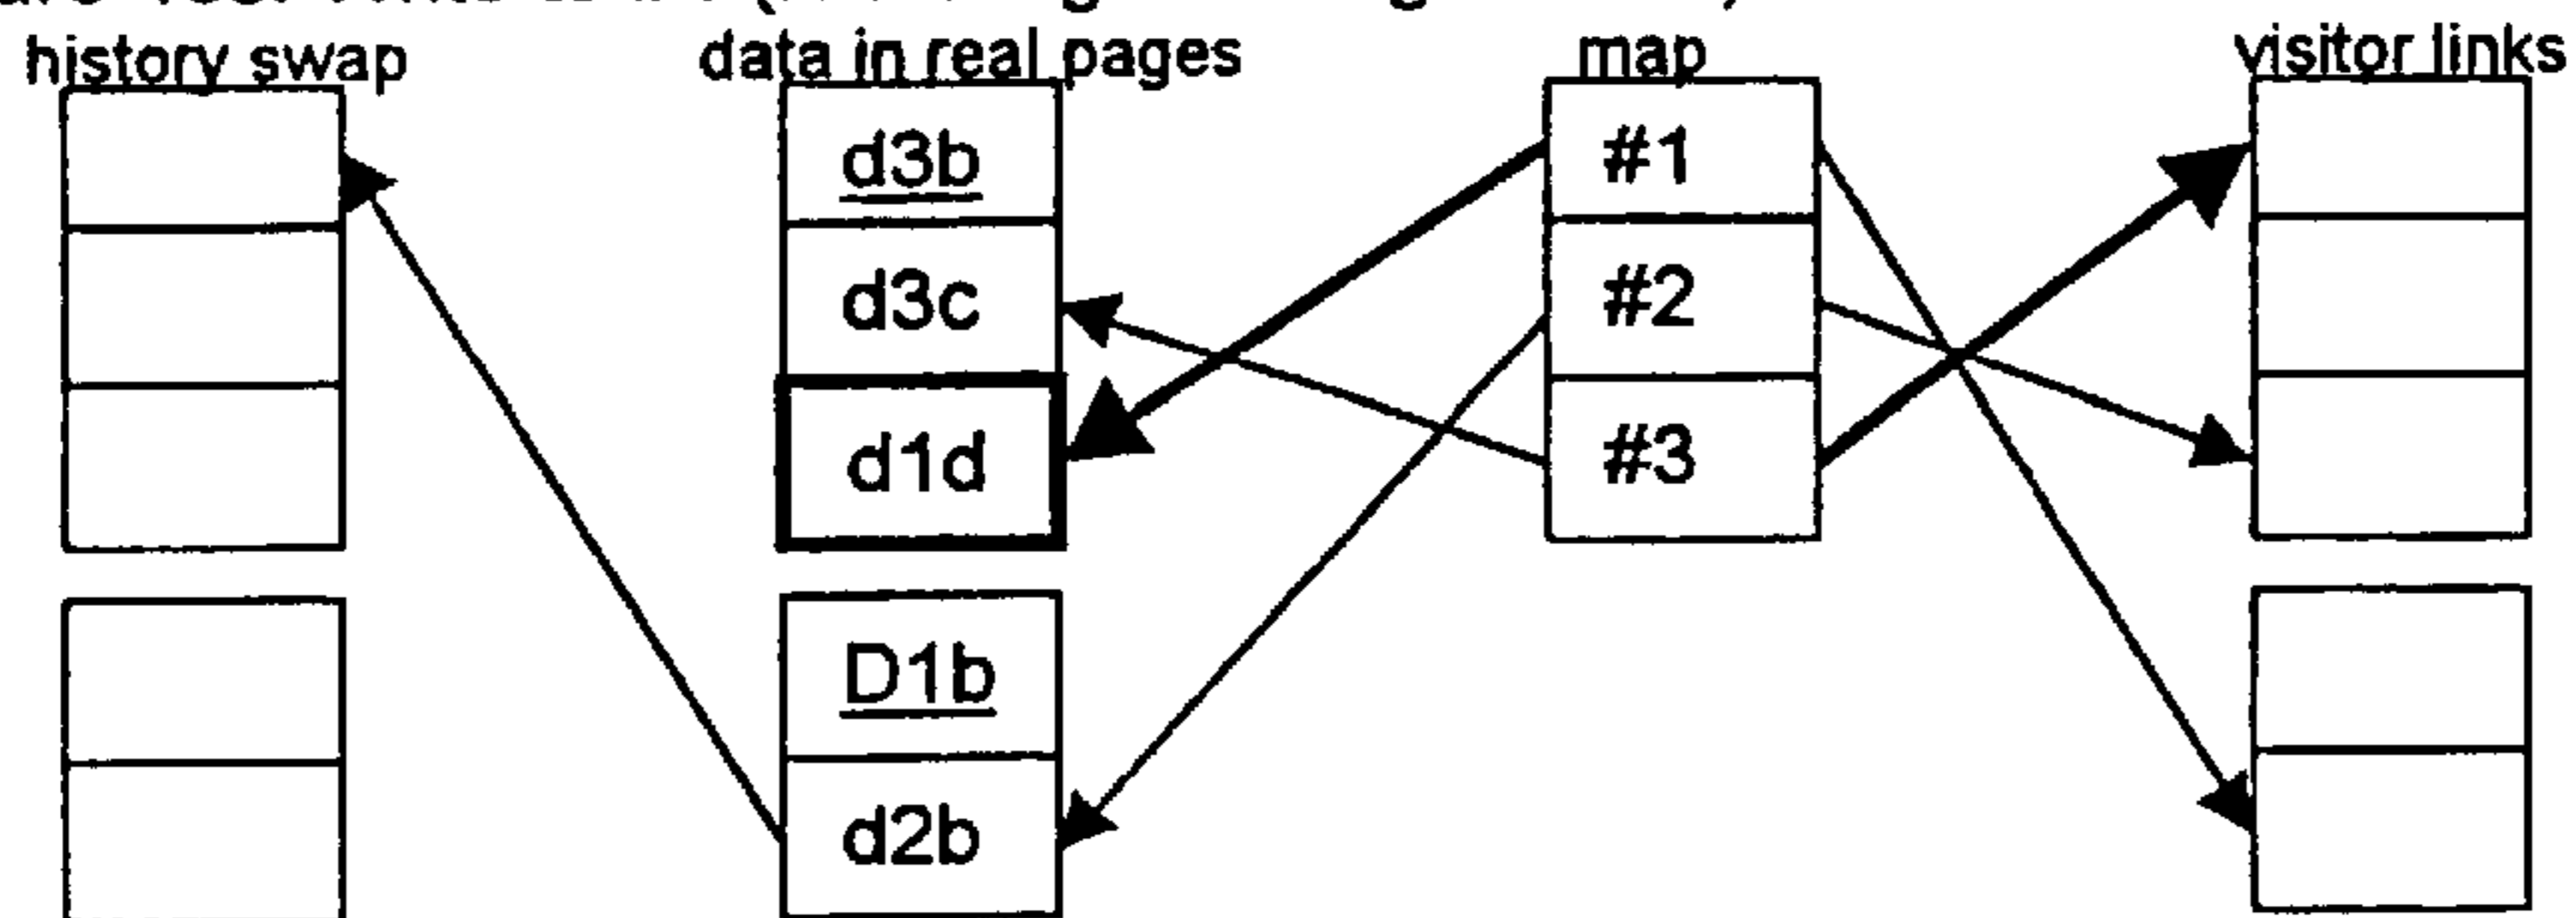 history swap
data in real pages
map
visitor links
d3b
#1
d3c
#2
d1d
#3
D1b
d2b